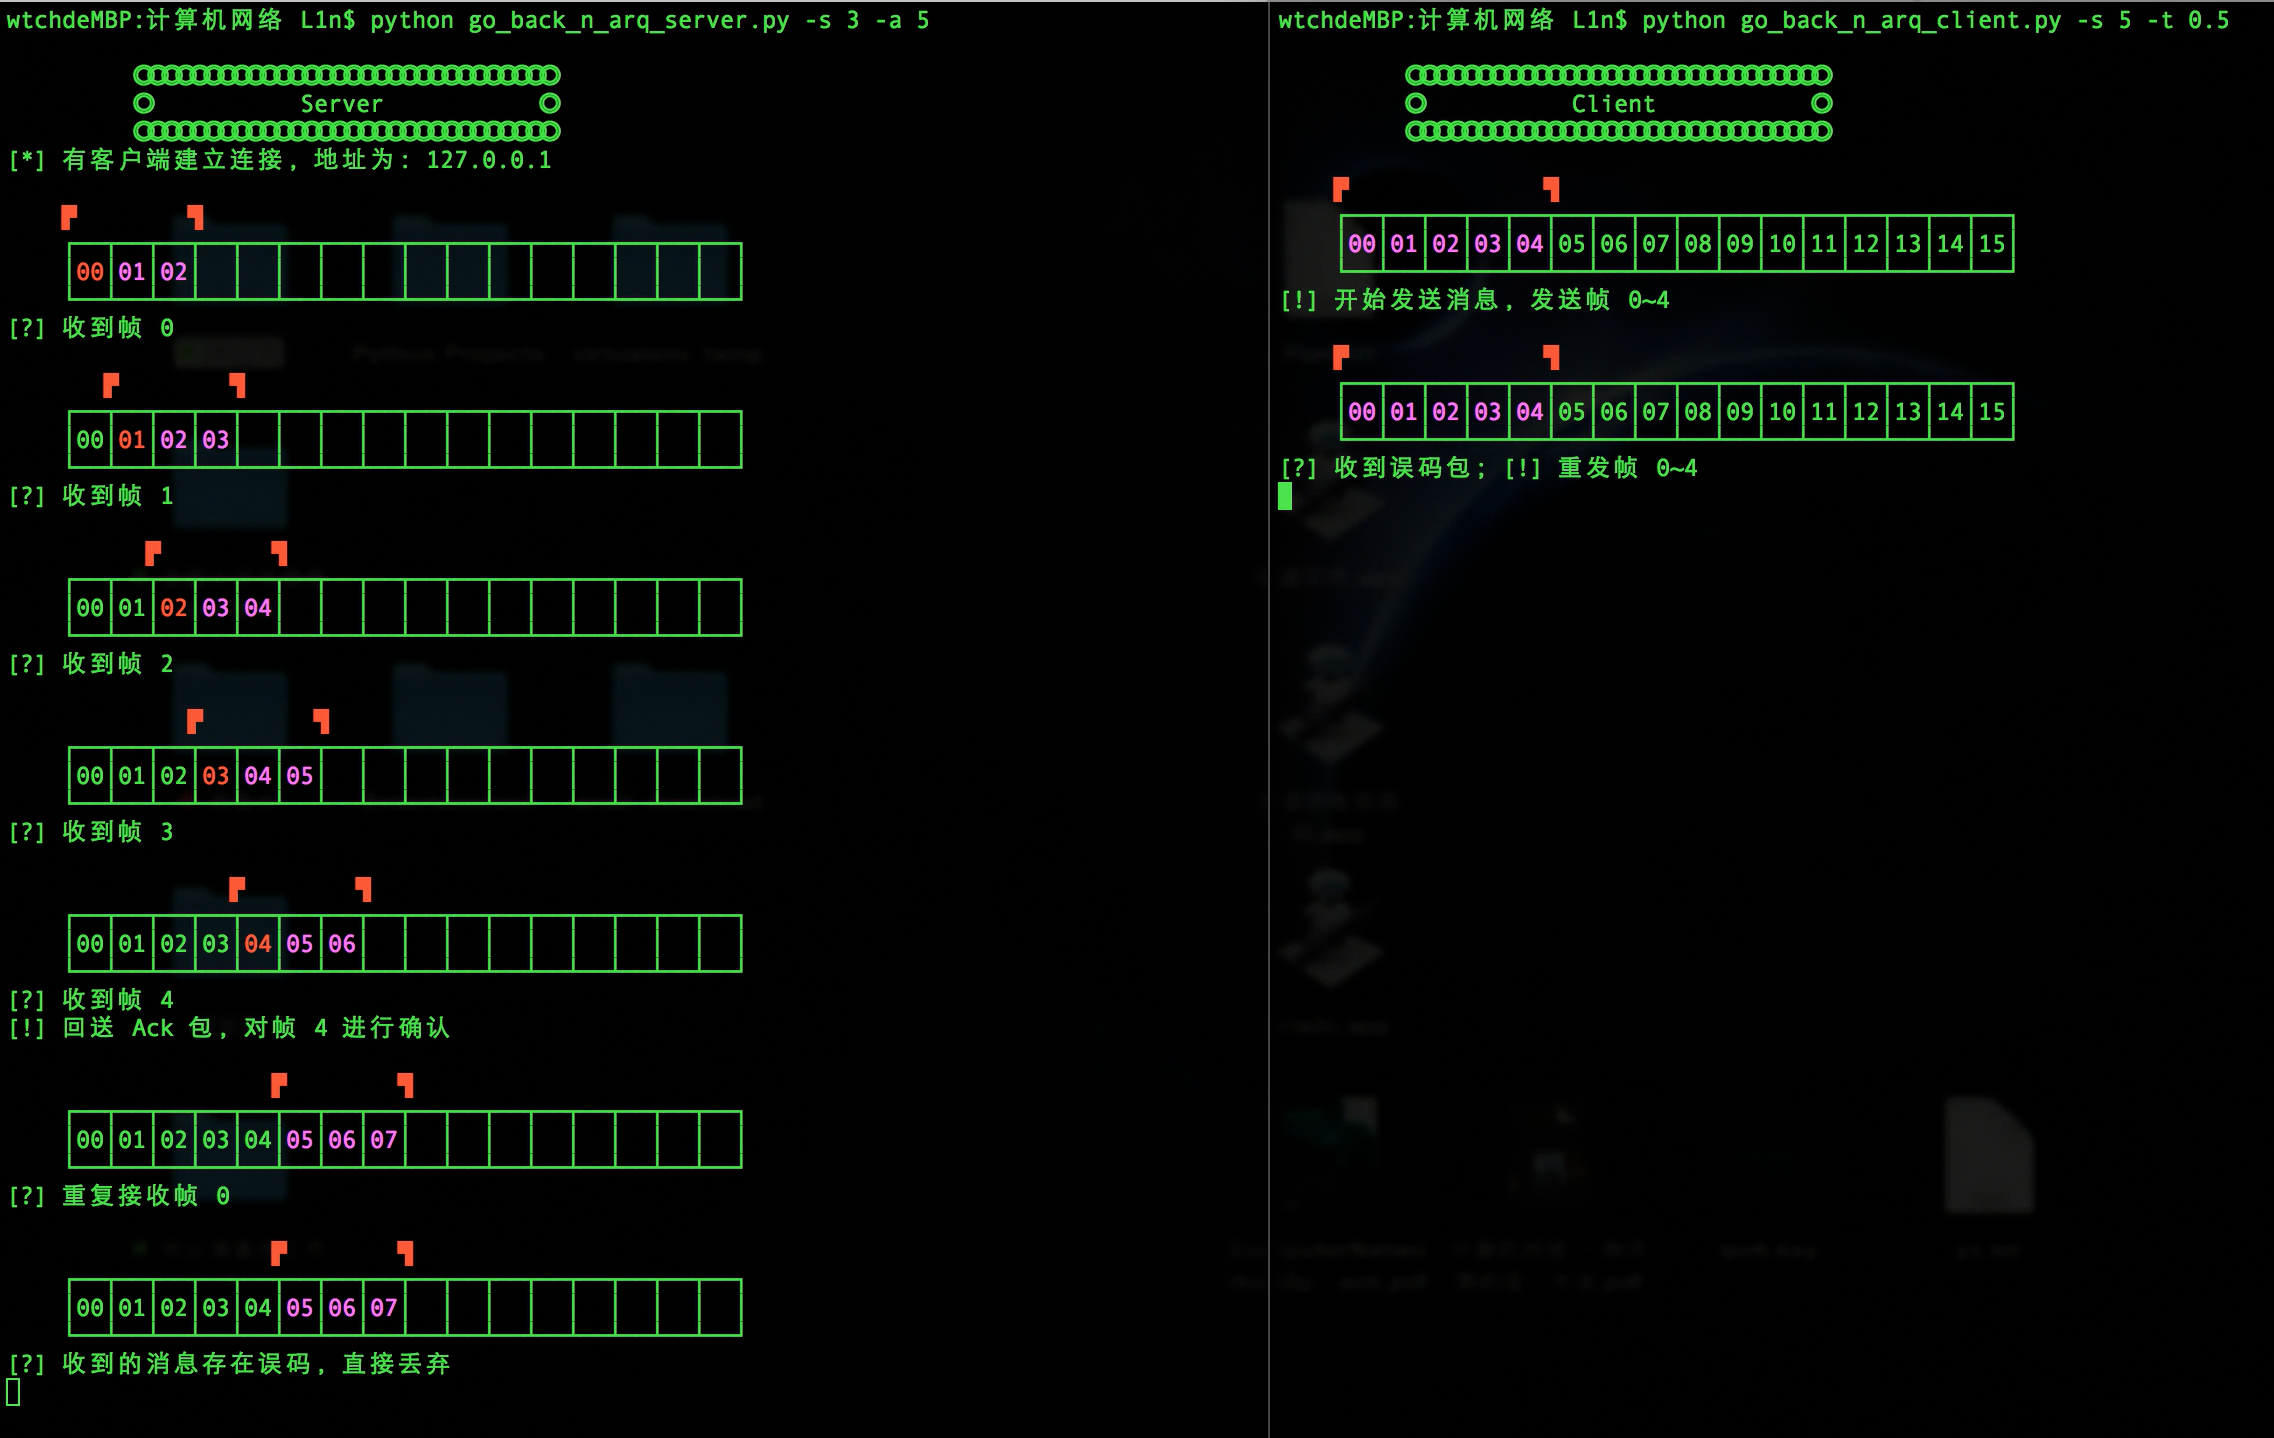 wtchdeMBP:计算机网络 L1n$ python go_back_n_arq_server.py -s 3 -a 5
Server
[*] 有客户端建立连接，地址为: 127.0.0.1
00 01 02
[?] 收到帧 0
00 01 02 03
[?] 收到帧 1
00 01 02 03 04
[?] 收到帧 2
00 01 02 03 04 05
[?] 收到帧 3
00 01 02 03 04 05 06
[?] 收到帧 4
[!] 回送 Ack 包, 对帧 4 进行确认
00 01 02 03 04 05 06 07
[?] 重复接收帧 0
00 01 02 03 04 05 06 07
[?] 收到的消息存在误码, 直接丢弃
wtchdeMBP:计算机网络 L1n$ python go_back_n_arq_client.py -s 5 -t 0.5
Client
00 01 02 03 04 05 06 07 08 09 10 11 12 13 14 15
[!] 开始发送消息, 发送帧 0~4
00 01 02 03 04 05 06 07 08 09 10 11 12 13 14 15
[?] 收到误码包; [!] 重发帧 0~4